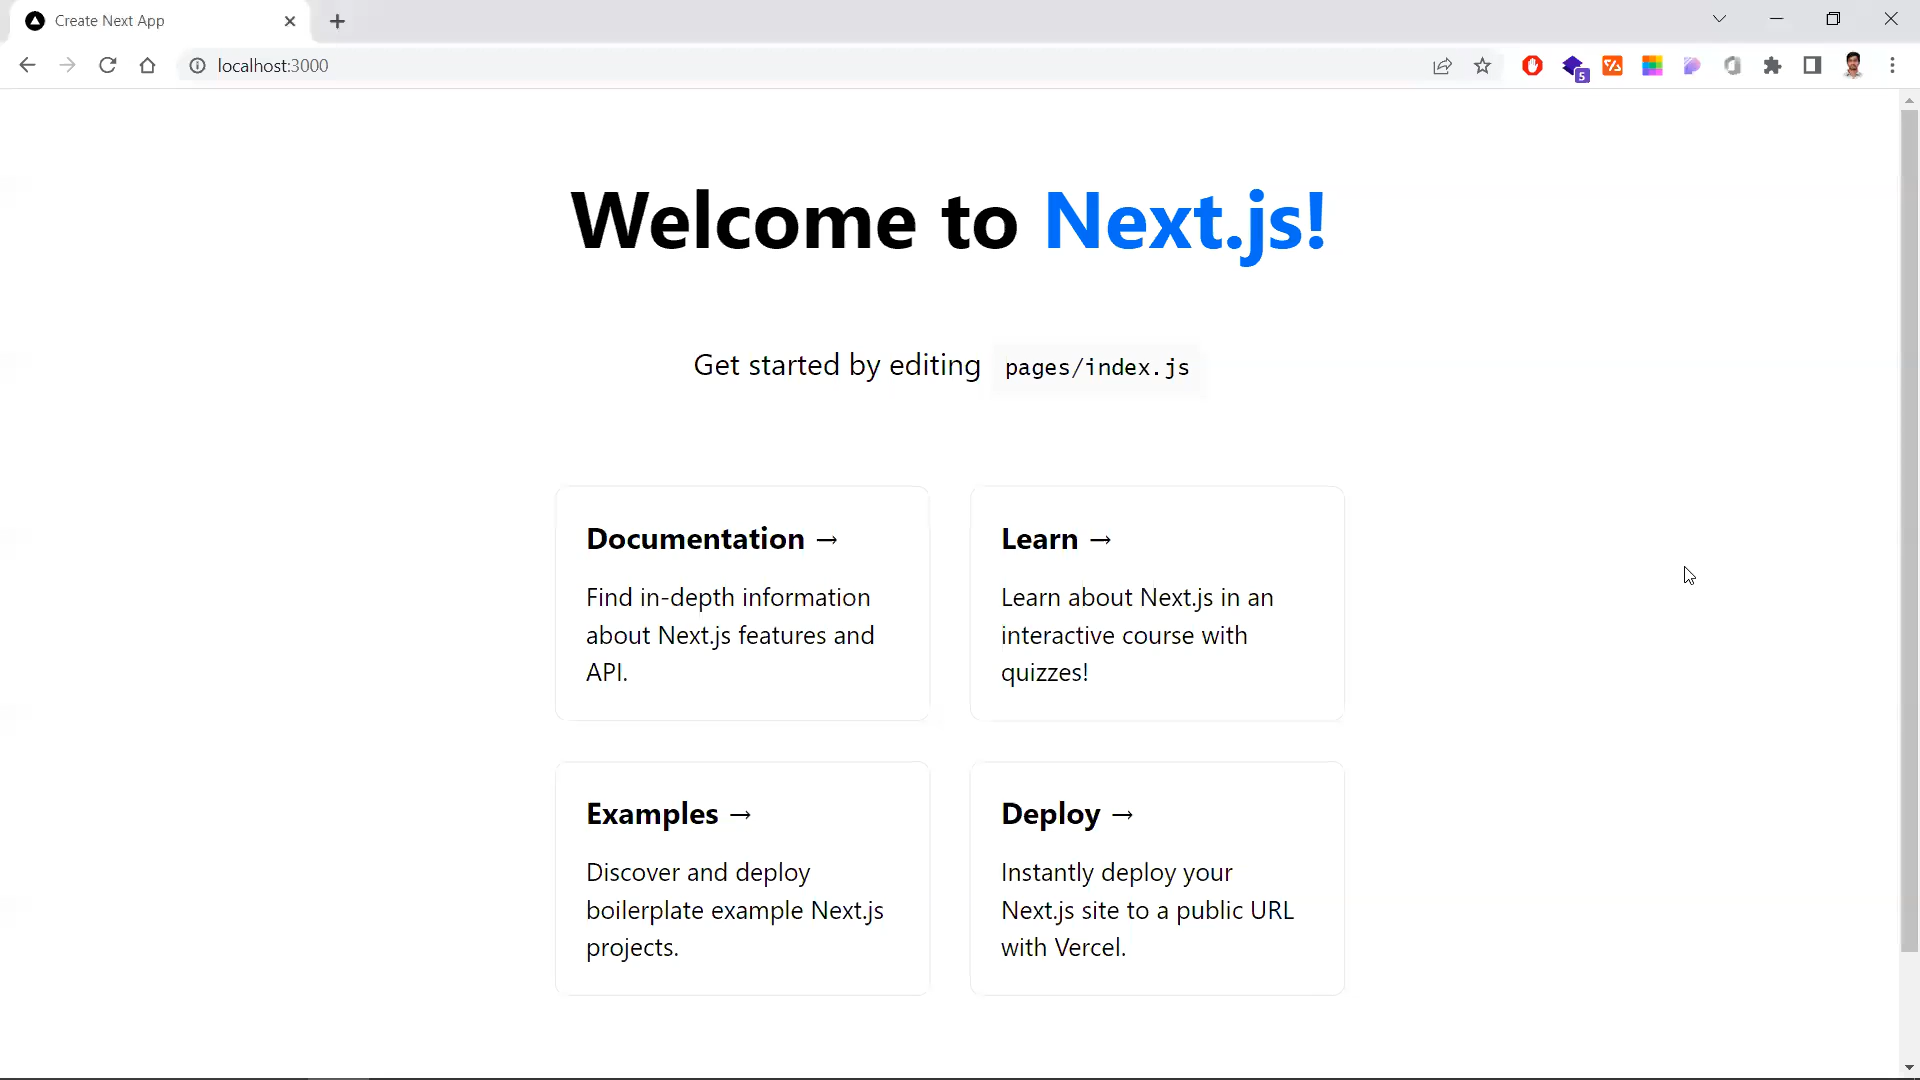 Create Next App
localhost:3000
5
Welcome to Next.js!
Get started by editing pages/index.js
Documentation →
Find in-depth information
about Next.js features and
API.
Learn →
Learn about Next.js in an
interactive course with
quizzes!
Examples →
Discover and deploy
boilerplate example Next.js
projects.
Deploy →
Instantly deploy your
Next.js site to a public URL
with Vercel.